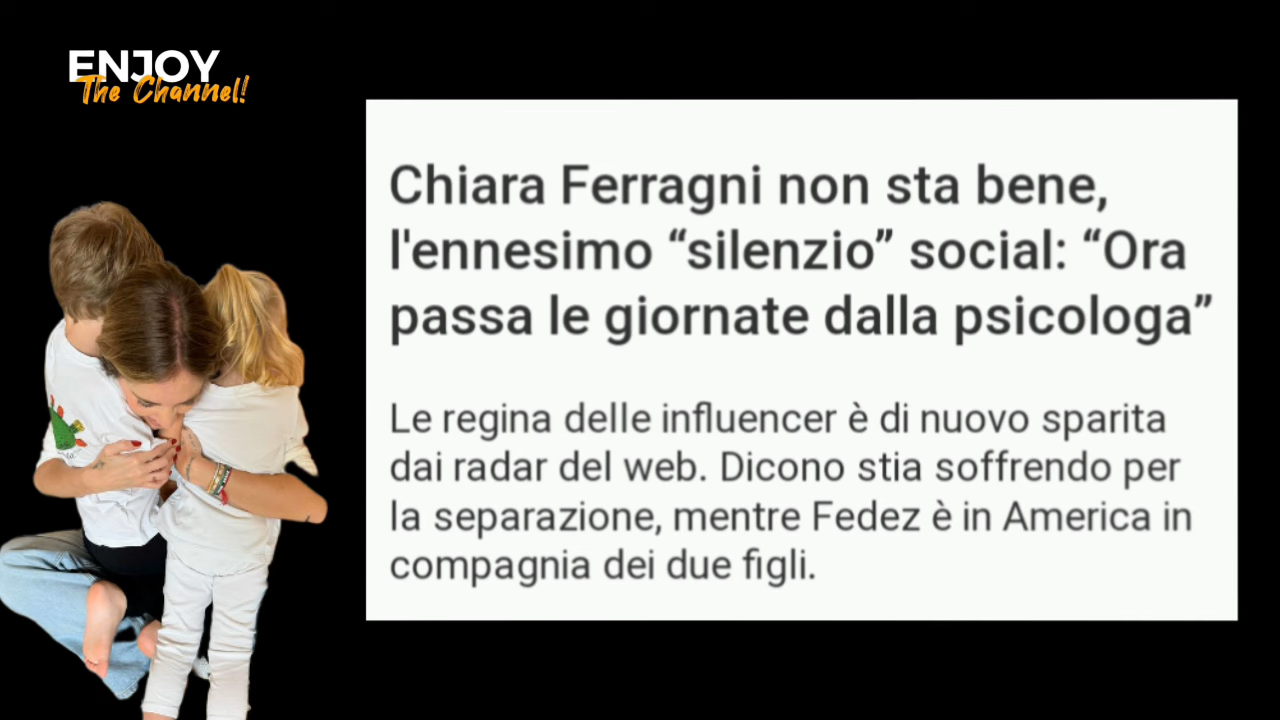 ENJOY
The Channel!
Chiara Ferragni non sta bene,
l'ennesimo “silenzio” social: “Ora
passa le giornate dalla psicologa”
Le regina delle influencer è di nuovo sparita
dai radar del web. Dicono stia soffrendo per
la separazione, mentre Fedez è in America in
compagnia dei due figli.